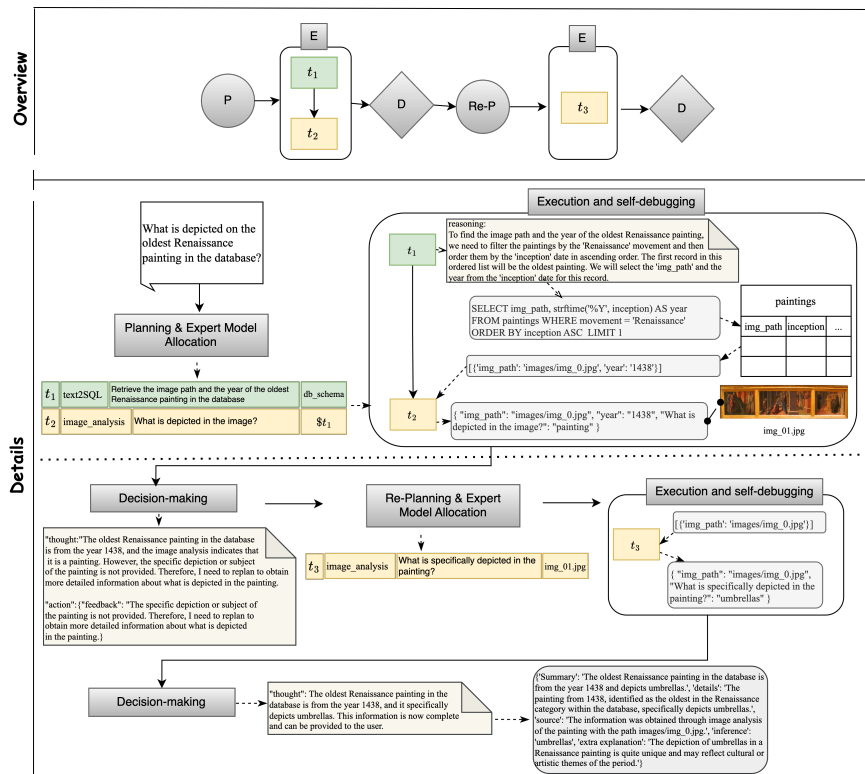 Overview
E
E
t1
t2
P
D
Re-P
t3
D
Details
What is depicted on the
oldest Renaissance
painting in the database?
Planning & Expert Model
Allocation
t1 text2SQL Retrieve the image path and the year of the oldest
Renaissance painting in the database db_schema
t2 image_analysis What is depicted in the image? $t1
Execution and self-debugging
t1
reasoning:
To find the image path and the year of the oldest Renaissance painting,
we need to filter the paintings by the 'Renaissance' movement and then
order them by the 'inception' date in ascending order. The first record in this
ordered list will be the oldest painting. We will select the 'img_path' and the
year from the 'inception' date for this record.
SELECT img_path, strftime('%Y', inception) AS year
FROM paintings WHERE movement = 'Renaissance'
ORDER BY inception ASC LIMIT 1
paintings
img_path inception ...
[{'img_path': 'images/img_0.jpg', 'year': '1438'}]
t2
{ "img_path": "images/img_0.jpg", "year": "1438", "What is
depicted in the image?": "painting" }
img_01.jpg
Decision-making
"thought:"The oldest Renaissance painting in the database
is from the year 1438, and the image analysis indicates that
it is a painting. However, the specific depiction or subject
of the painting is not provided. Therefore, I need to replan to obtain
more detailed information about what is depicted in the painting.
"action":{"feedback": "The specific depiction or subject of
the painting is not provided. Therefore, I need to replan to
obtain more detailed information about what is depicted
in the painting.}
Re-Planning & Expert
Model Allocation
t3 image_analysis What is specifically depicted in the
painting? img_01.jpg
Execution and self-debugging
[{'img_path': 'images/img_0.jpg'}]
t3
{ "img_path": "images/img_0.jpg",
"What is specifically depicted in the
painting?": "umbrellas" }
Decision-making
"thought": The oldest Renaissance painting in the
database is from the year 1438, and it specifically
depicts umbrellas. This information is now complete
and can be provided to the user.
{'Summary': 'The oldest Renaissance painting in the database is
from the year 1438 and depicts umbrellas.', 'details': 'The
painting from 1438, identified as the oldest in the Renaissance
category within the database, specifically depicts umbrellas.',
'source': 'The information was obtained through image analysis
of the painting with the path images/img_0.jpg.', 'inference':
'umbrellas', 'extra explanation': 'The depiction of umbrellas in a
Renaissance painting is quite unique and may reflect cultural or
artistic themes of the period.'}